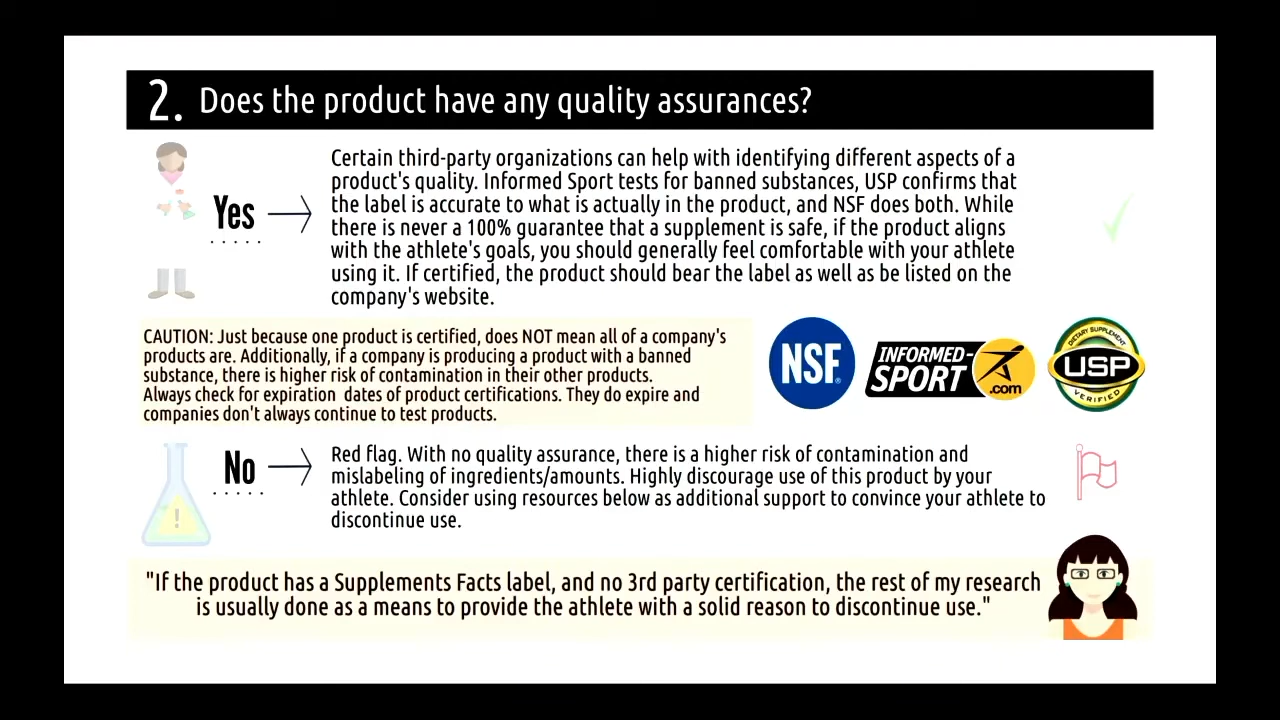 2. Does the product have any quality assurances?
Yes
Certain third-party organizations can help with identifying different aspects of a
product's quality. Informed Sport tests for banned substances, USP confirms that
the label is accurate to what is actually in the product, and NSF does both. While
there is never a 100% guarantee that a supplement is safe, if the product aligns
with the athlete's goals, you should generally feel comfortable with your athlete
using it. If certified, the product should bear the label as well as be listed on the
company's website.
CAUTION: Just because one product is certified, does NOT mean all of a company's
products are. Additionally, if a company is producing a product with a banned
substance, there is higher risk of contamination in their other products.
Always check for expiration  dates of product certifications. They do expire and
companies don't always continue to test products.
NSF®
INFORMED-
SPORT
.com
DIETARY SUPPLEMENT
USP
VERIFIED
No
Red flag. With no quality assurance, there is a higher risk of contamination and
mislabeling of ingredients/amounts. Highly discourage use of this product by your
athlete. Consider using resources below as additional support to convince your athlete to
discontinue use.
!
"If the product has a Supplements Facts label, and no 3rd party certification, the rest of my research
is usually done as a means to provide the athlete with a solid reason to discontinue use."